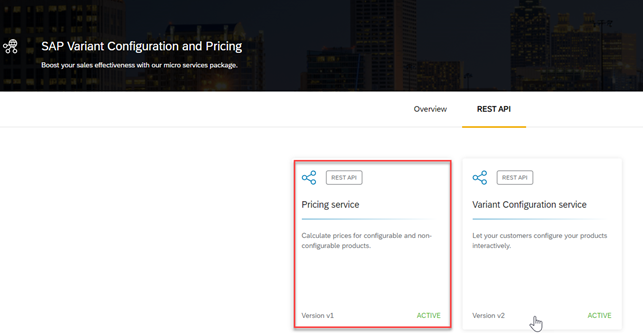 SAP Variant Configuration and Pricing
Boost your sales effectiveness with our micro services package.
Overview
REST API
REST API
Pricing service
Calculate prices for configurable and non-
configurable products.
Version v1
ACTIVE
REST API
Variant Configuration service
Let your customers configure your products
interactively.
Version v2
ACTIVE